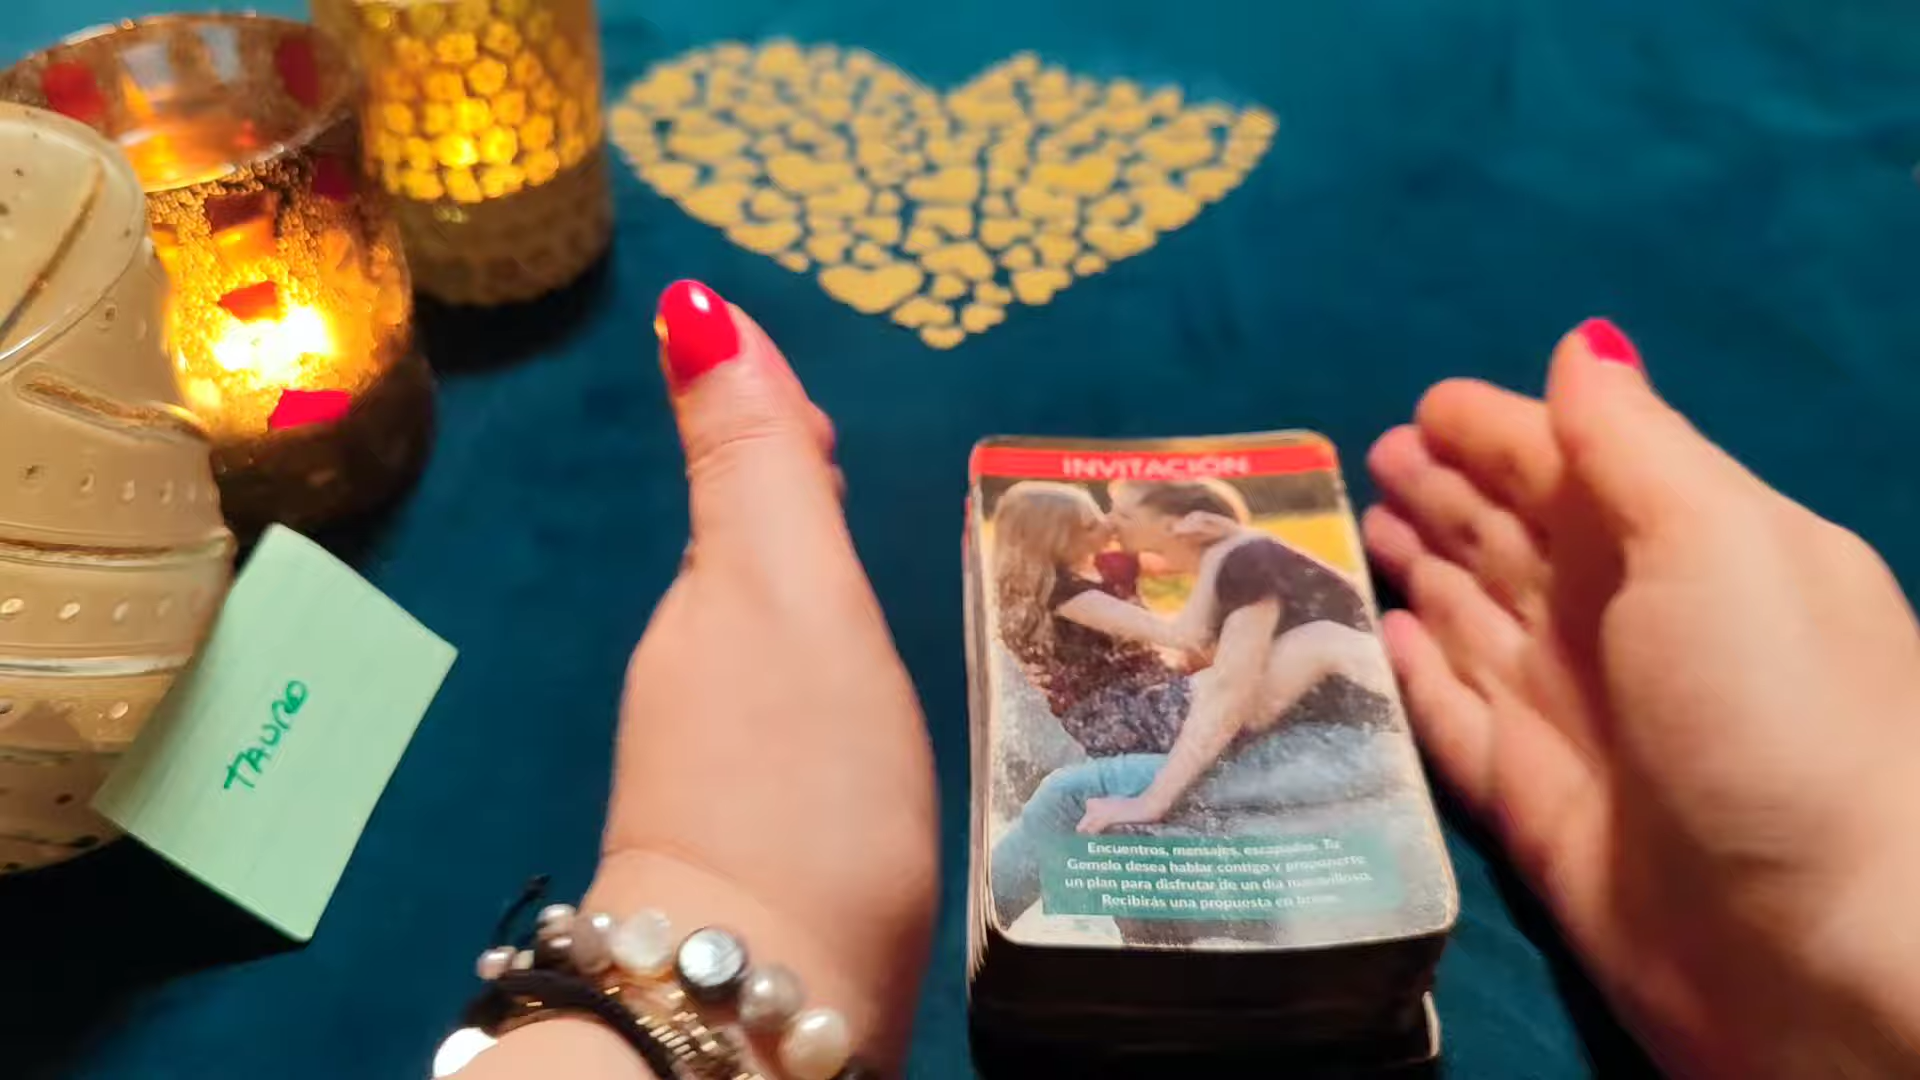 INVITACIÓN
TAURO
Encuentros, mensajes, escapadas. Tu
Gemelo desea hablar contigo y proponerte
un plan para disfrutar de un día maravilloso.
Recibirás una propuesta en breve.